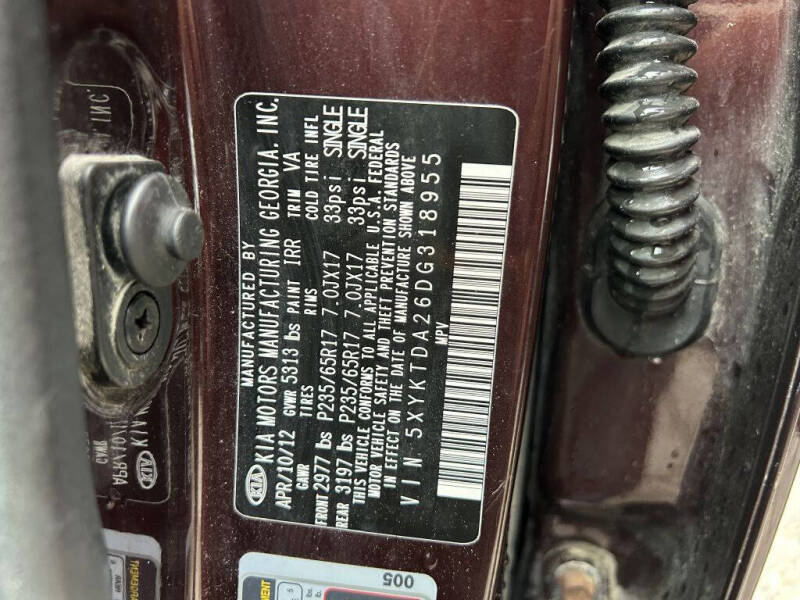 KIA
MANUFACTURED BY
KIA MOTORS MANUFACTURING GEORGIA, INC.
APR/10/12 GVWR 5313 lbs PAINT IRR TRIM VA
GAWR TIRES RIMS COLD TIRE INFL
FRONT 2977 lbs P235/65R17 7.0JX17 33psi SINGLE
REAR 3197 lbs P235/65R17 7.0JX17 33psi SINGLE
THIS VEHICLE CONFORMS TO ALL APPLICABLE U.S.A. FEDERAL
MOTOR VEHICLE SAFETY AND THEFT PREVENTION STANDARDS
IN EFFECT ON THE DATE OF MANUFACTURE SHOWN ABOVE
VIN 5XYKTDA26DG318955
MPV
005